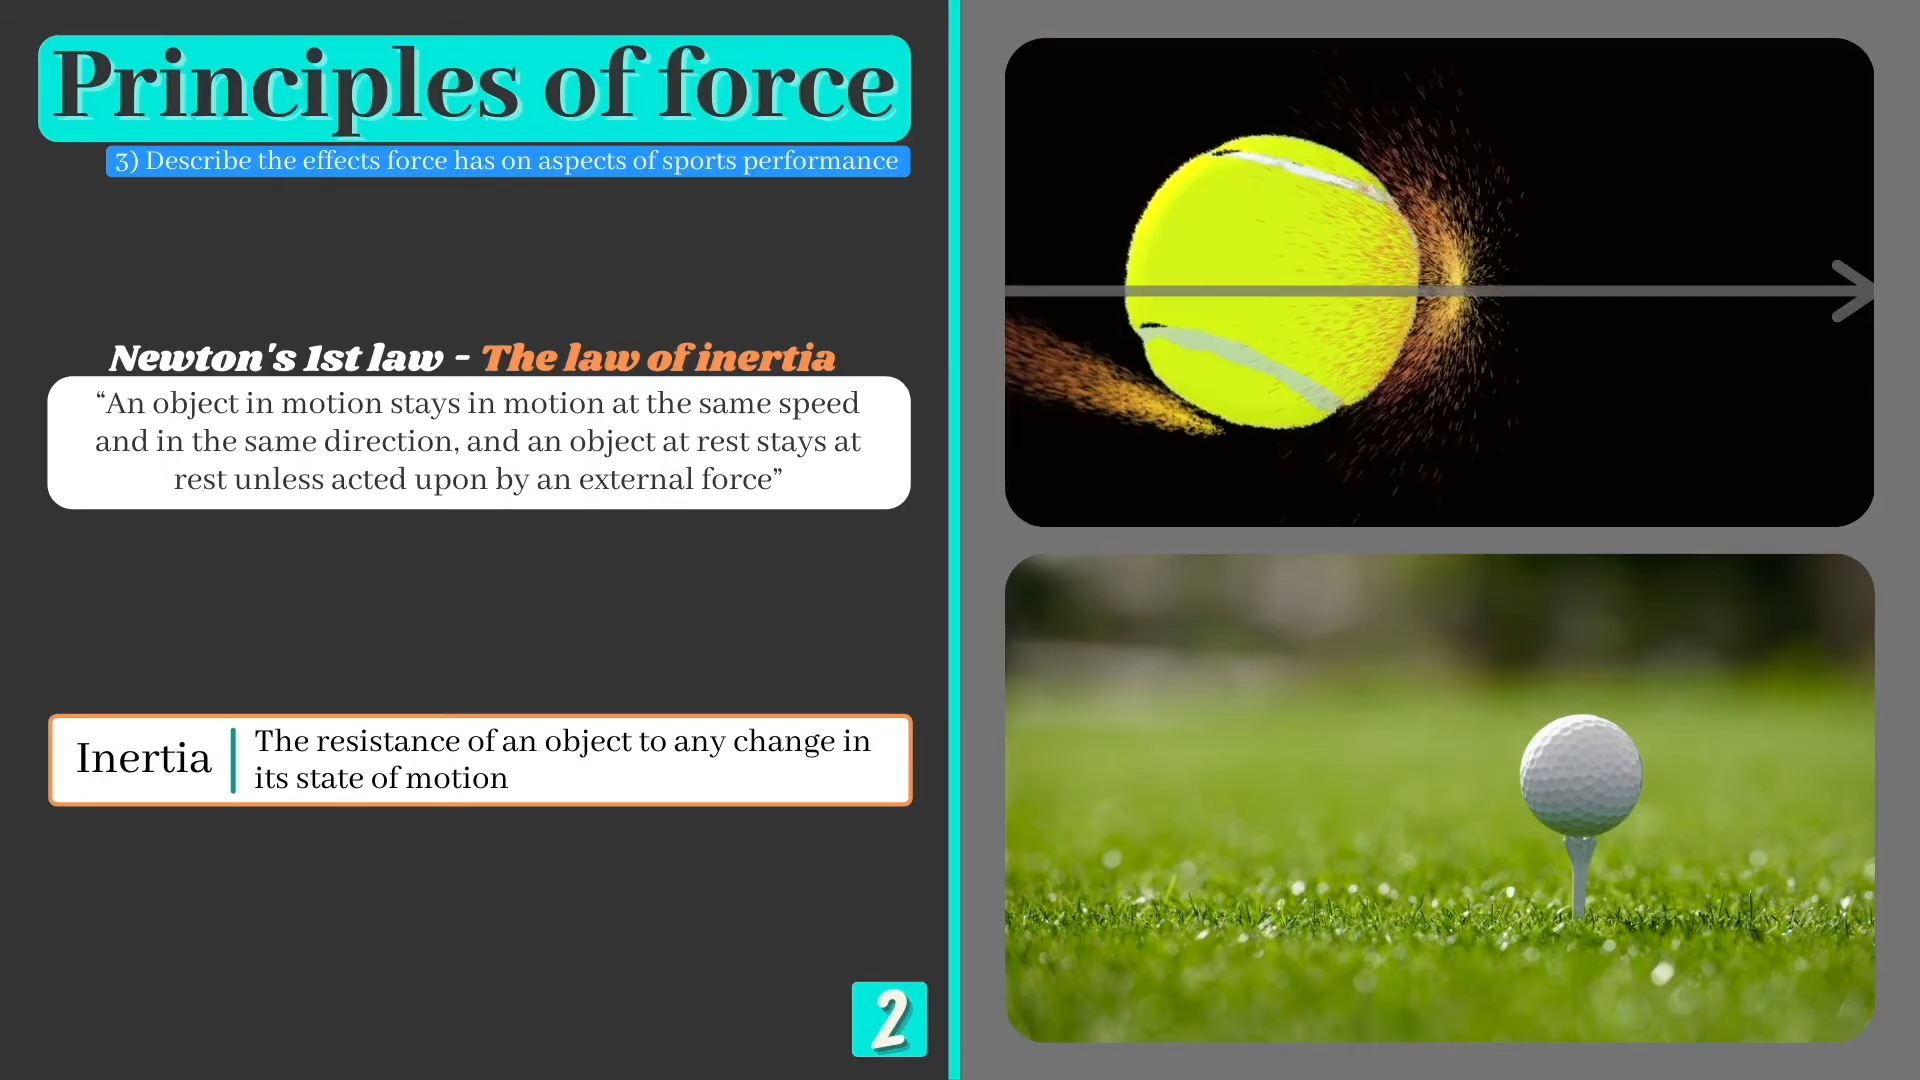 Principles of force
3) Describe the effects force has on aspects of sports performance
Newton's 1st law - The law of inertia
“An object in motion stays in motion at the same speed
and in the same direction, and an object at rest stays at
rest unless acted upon by an external force”
Inertia
The resistance of an object to any change in
its state of motion
2